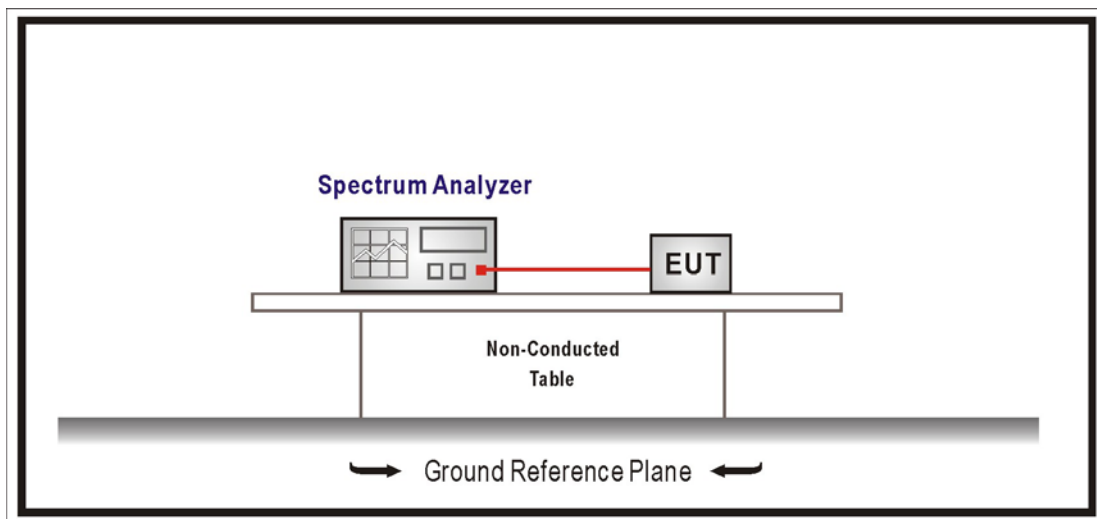 Spectrum Analyzer
EUT
Non-Conducted
Table
Ground Reference Plane